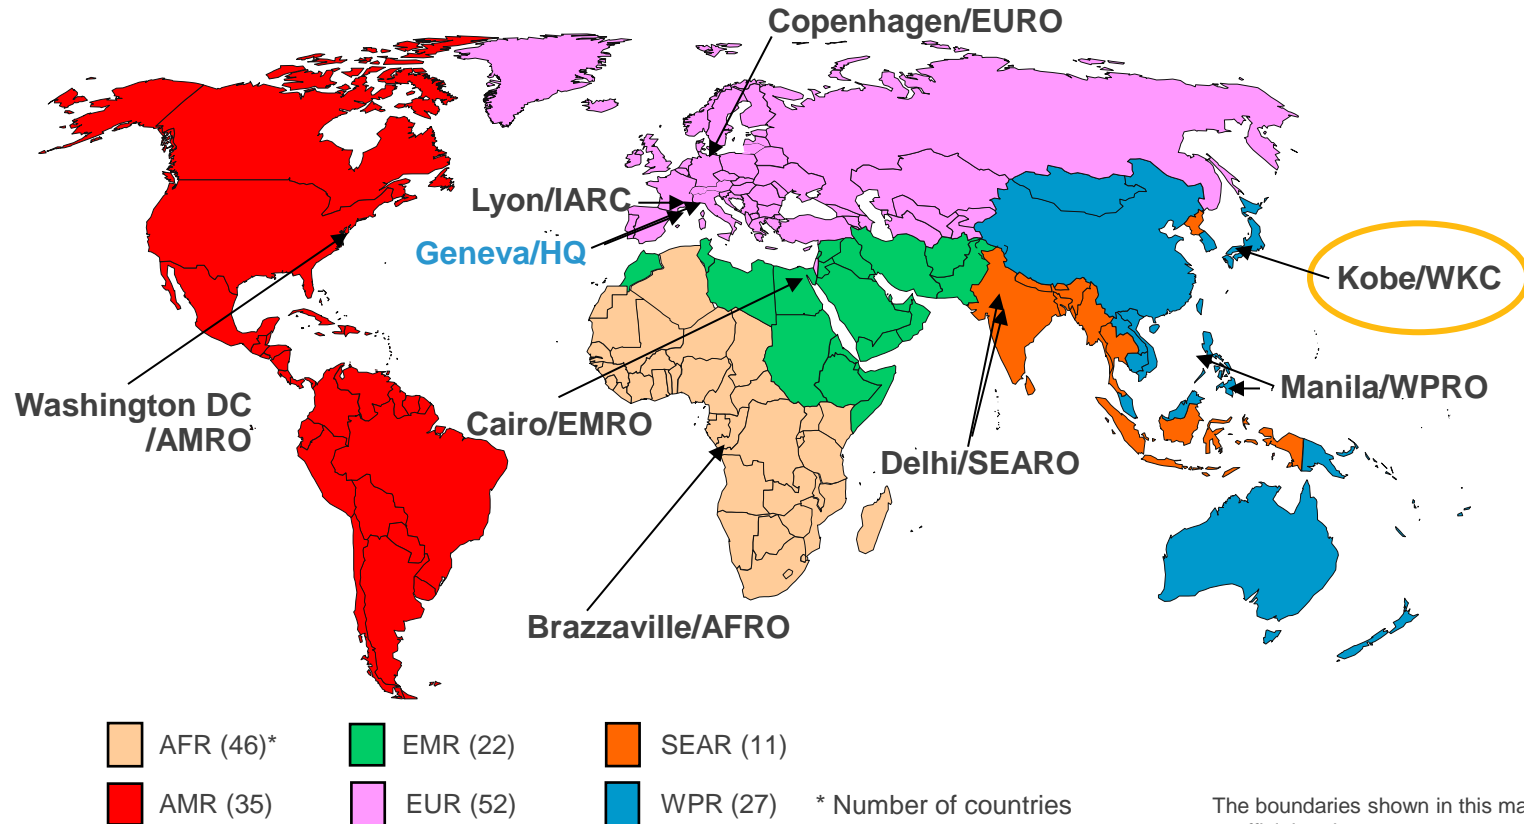 Copenhagen/EURO
Lyon/IARC
Geneva/HQ
Kobe/WKC
Washington DC
/AMRO
Cairo/EMRO
Manila/WPRO
Delhi/SEARO
Brazzaville/AFRO
AFR (46)*
EMR (22)
SEAR (11)
AMR (35)
EUR (52)
WPR (27)
* Number of countries
The boundaries shown in this ma